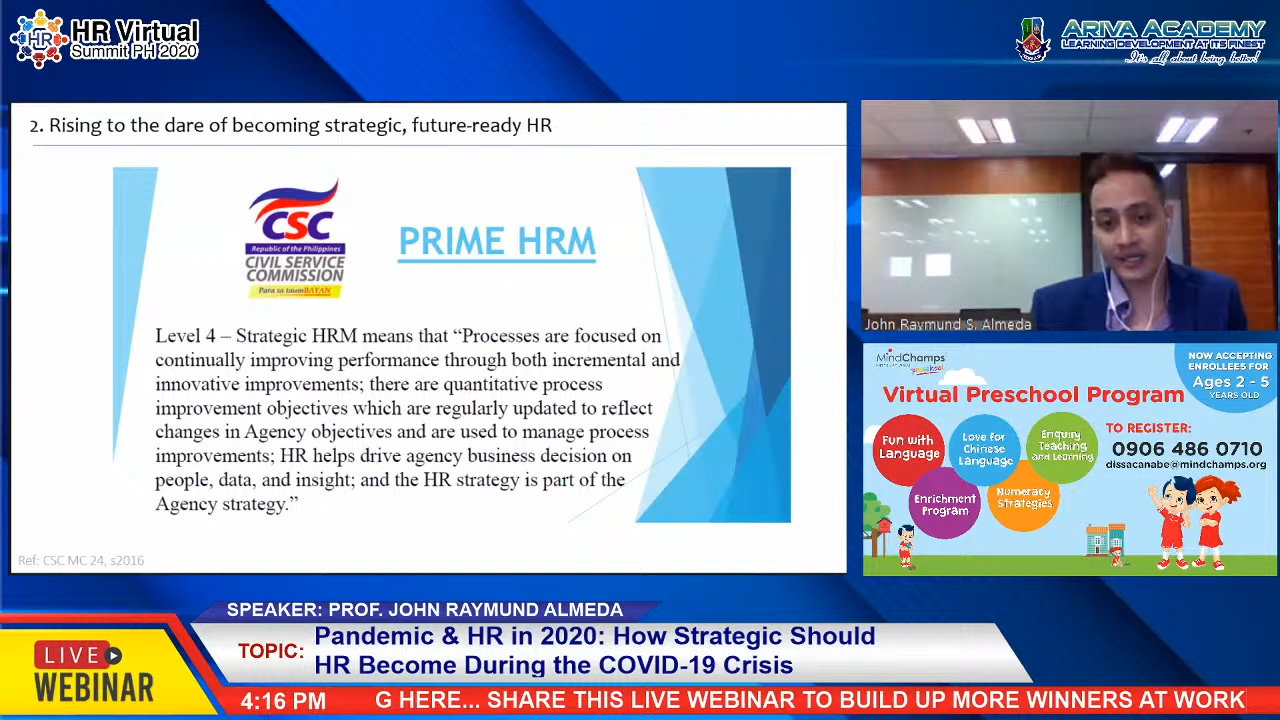 HR Virtual
Summit PH 2020
HR
ARIVA ACADEMY
LEARNING DEVELOPMENT AT ITS FINEST
It's all about being better!
2. Rising to the dare of becoming strategic, future-ready HR
CSC
Republic of the Philippines
CIVIL SERVICE
COMMISSION
Para sa taumBAYAN
PRIME HRM
Level 4 – Strategic HRM means that “Processes are focused on
continually improving performance through both incremental and
innovative improvements; there are quantitative process
improvement objectives which are regularly updated to reflect
changes in Agency objectives and are used to manage process
improvements; HR helps drive agency business decision on
people, data, and insight; and the HR strategy is part of the
Agency strategy.”
Ref: CSC MC 24, s2016
John Raymund S. Almeda
MindChamps
preschool
NOW ACCEPTING
ENROLLEES FOR
Ages 2 - 5
YEARS OLD
Virtual Preschool Program
Fun with
Language
Love for
Chinese
Language
Enquiry
Teaching
and Learning
Enrichment
Program
Numeracy
Strategies
TO REGISTER:
0906 486 0710
dissacanabe@mindchamps.org
SPEAKER: PROF. JOHN RAYMUND ALMEDA
TOPIC:
Pandemic & HR in 2020: How Strategic Should
HR Become During the COVID-19 Crisis
LIVE
WEBINAR
4:16 PM
G HERE... SHARE THIS LIVE WEBINAR TO BUILD UP MORE WINNERS AT WORK